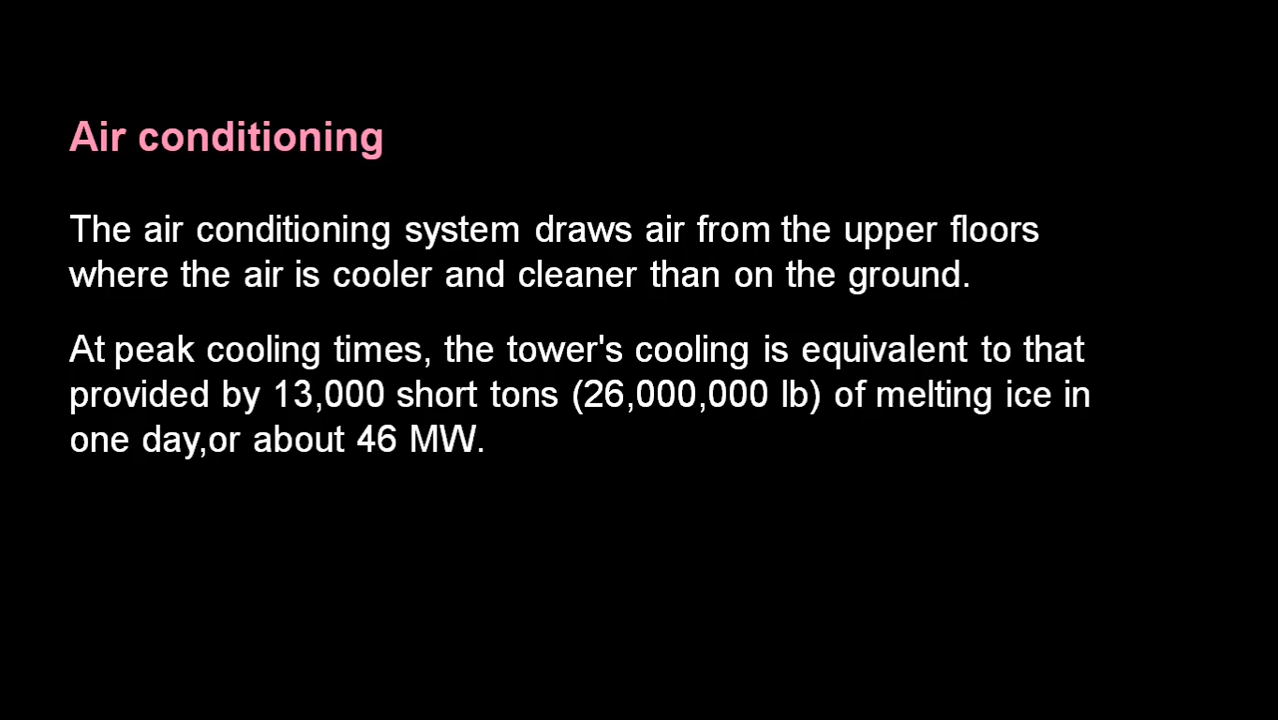 Air conditioning
The air conditioning system draws air from the upper floors
where the air is cooler and cleaner than on the ground.
At peak cooling times, the tower's cooling is equivalent to that
provided by 13,000 short tons (26,000,000 lb) of melting ice in
one day,or about 46 MW.